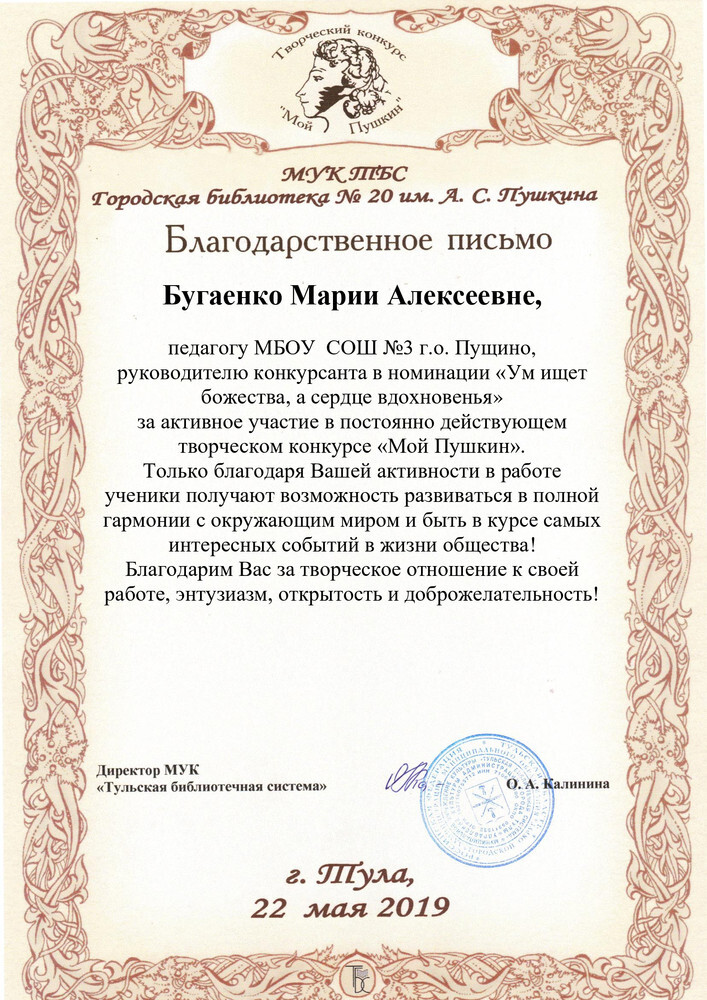 Творческий конкурс
"Мой Пушкин"
МУК ТБС
Городская библиотека № 20 им. А. С. Пушкина
Благодарственное письмо
Бугаенко Марии Алексеевне,
педагогу МБОУ СОШ №3 г.о. Пущино,
руководителю конкурсанта в номинации «Ум ищет
божества, а сердце вдохновенья»
за активное участие в постоянно действующем
творческом конкурсе «Мой Пушкин».
Только благодаря Вашей активности в работе
ученики получают возможность развиваться в полной
гармонии с окружающим миром и быть в курсе самых
интересных событий в жизни общества!
Благодарим Вас за творческое отношение к своей
работе, энтузиазм, открытость и доброжелательность!
Директор МУК
«Тульская библиотечная система»
О. А. Калинина
г. Тула,
22 мая 2019